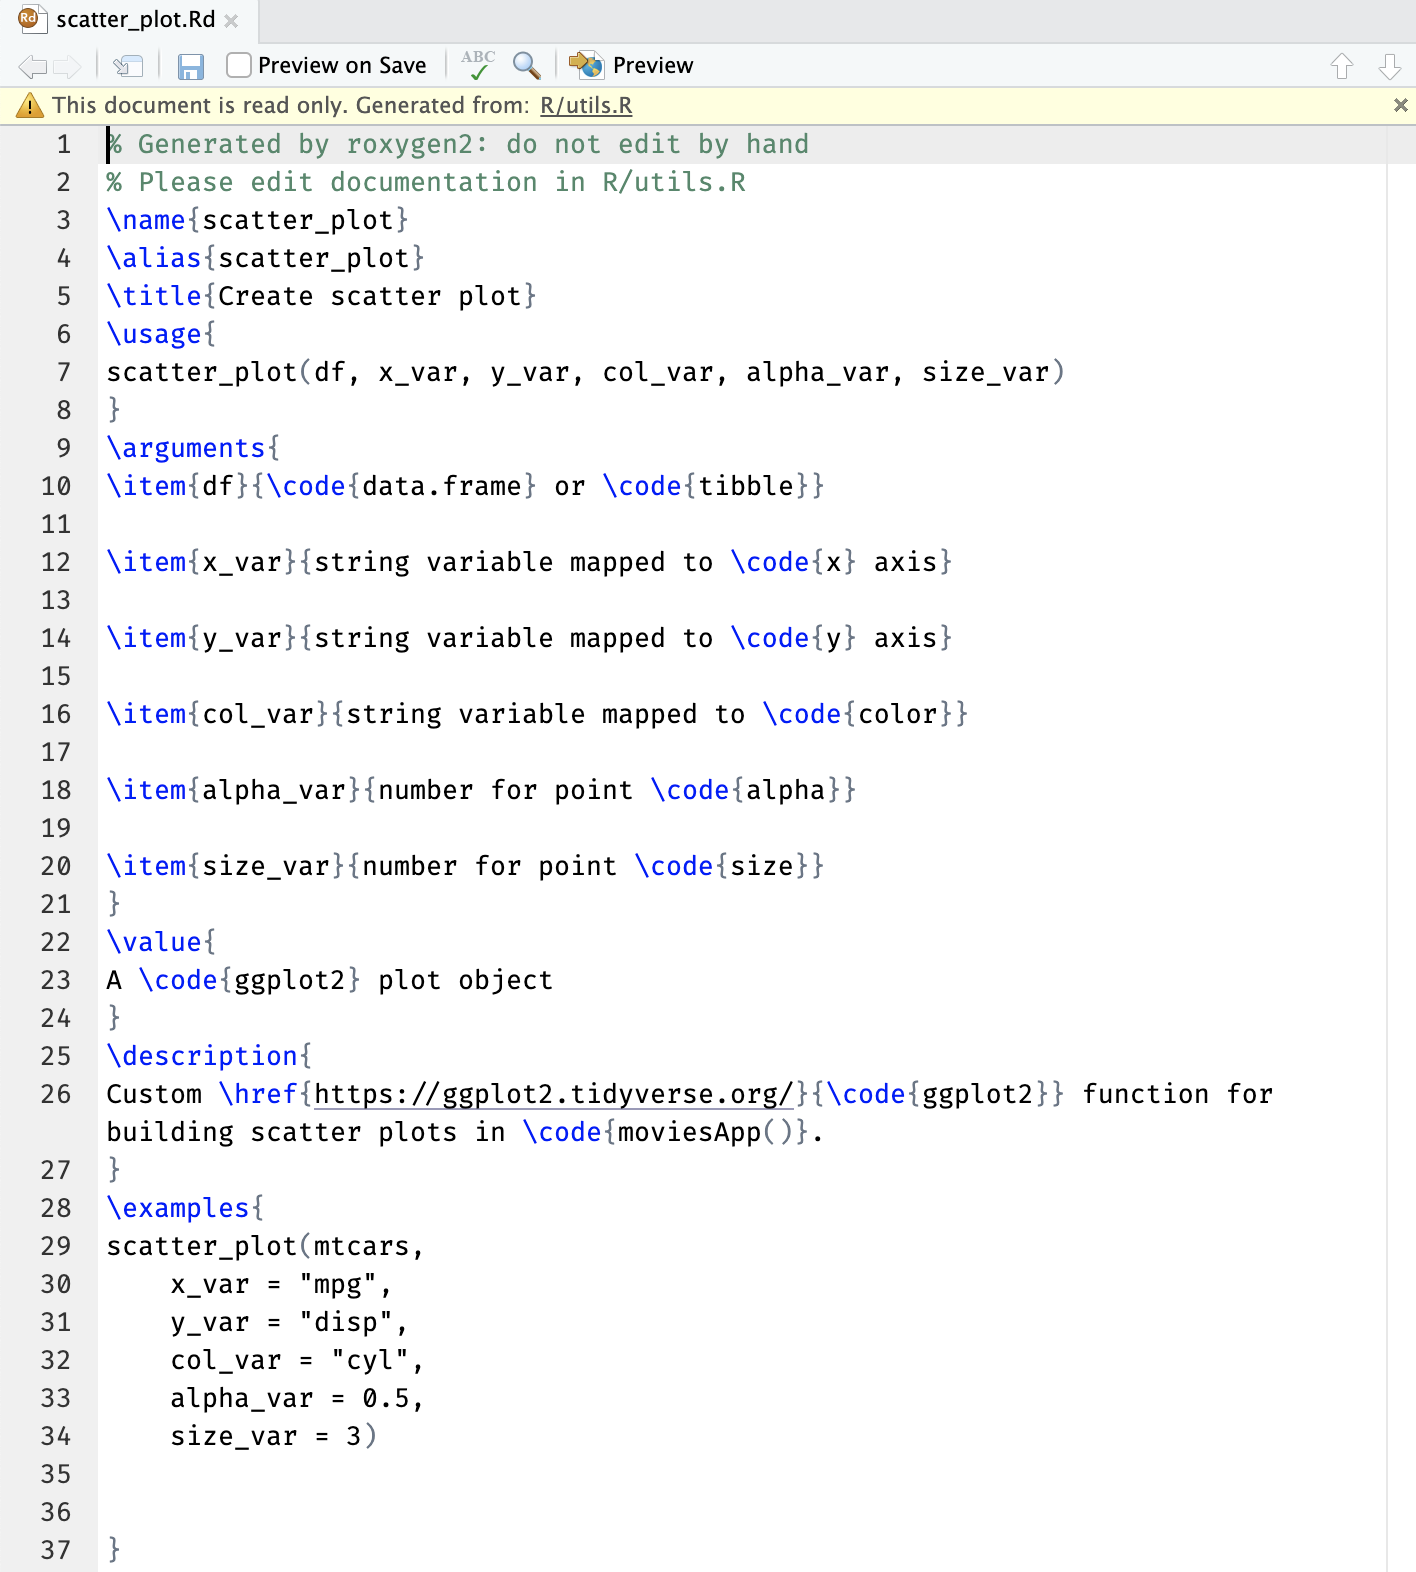 scatter_plot.Rd
Preview on Save ABC Preview
This document is read only. Generated from: R/utils.R
1 % Generated by roxygen2: do not edit by hand
2 % Please edit documentation in R/utils.R
3 \name{scatter_plot}
4 \alias{scatter_plot}
5 \title{Create scatter plot}
6 \usage{
7 scatter_plot(df, x_var, y_var, col_var, alpha_var, size_var)
8 }
9 \arguments{
10 \item{df}{\code{data.frame} or \code{tibble}}
11
12 \item{x_var}{string variable mapped to \code{x} axis}
13
14 \item{y_var}{string variable mapped to \code{y} axis}
15
16 \item{col_var}{string variable mapped to \code{color}}
17
18 \item{alpha_var}{number for point \code{alpha}}
19
20 \item{size_var}{number for point \code{size}}
21 }
22 \value{
23 A \code{ggplot2} plot object
24 }
25 \description{
26 Custom \href{https://ggplot2.tidyverse.org/}{\code{ggplot2}} function for
building scatter plots in \code{moviesApp()}.
27 }
28 \examples{
29 scatter_plot(mtcars,
30     x_var = "mpg",
31     y_var = "disp",
32     col_var = "cyl",
33     alpha_var = 0.5,
34     size_var = 3)
35
36
37 }